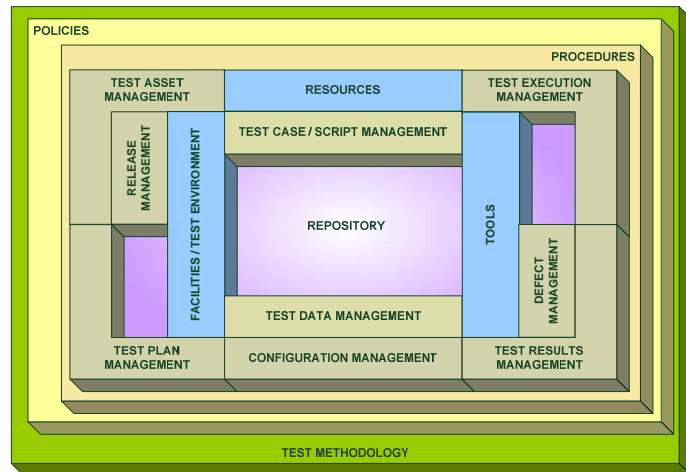 POLICIES
PROCEDURES
TEST ASSET
MANAGEMENT
RESOURCES
TEST EXECUTION
MANAGEMENT
TEST CASE / SCRIPT MANAGEMENT
RELEASE
MANAGEMENT
FACILITIES / TEST ENVIRONMENT
REPOSITORY
TOOLS
DEFECT
MANAGEMENT
TEST DATA MANAGEMENT
TEST PLAN
MANAGEMENT
CONFIGURATION MANAGEMENT
TEST RESULTS
MANAGEMENT
TEST METHODOLOGY